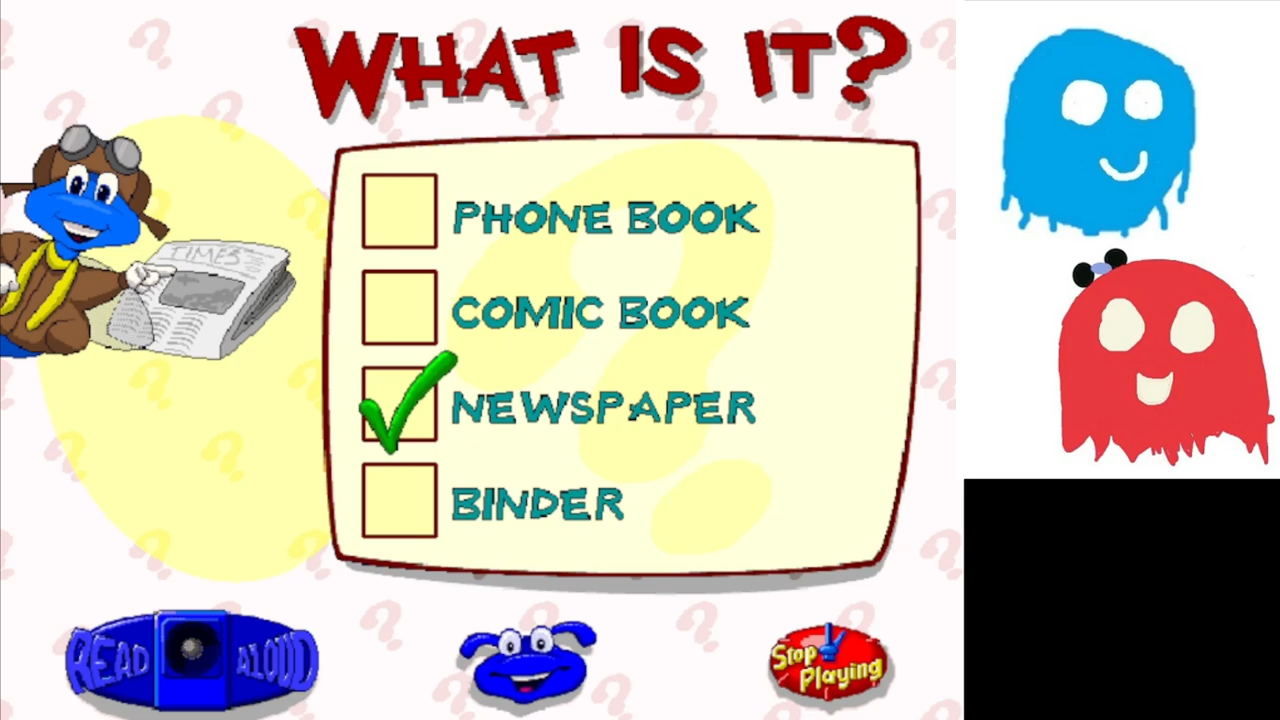 WHAT IS IT?
TIMES
PHONE BOOK
COMIC BOOK
NEWSPAPER
BINDER
READ ALOUD
Stop
Playing